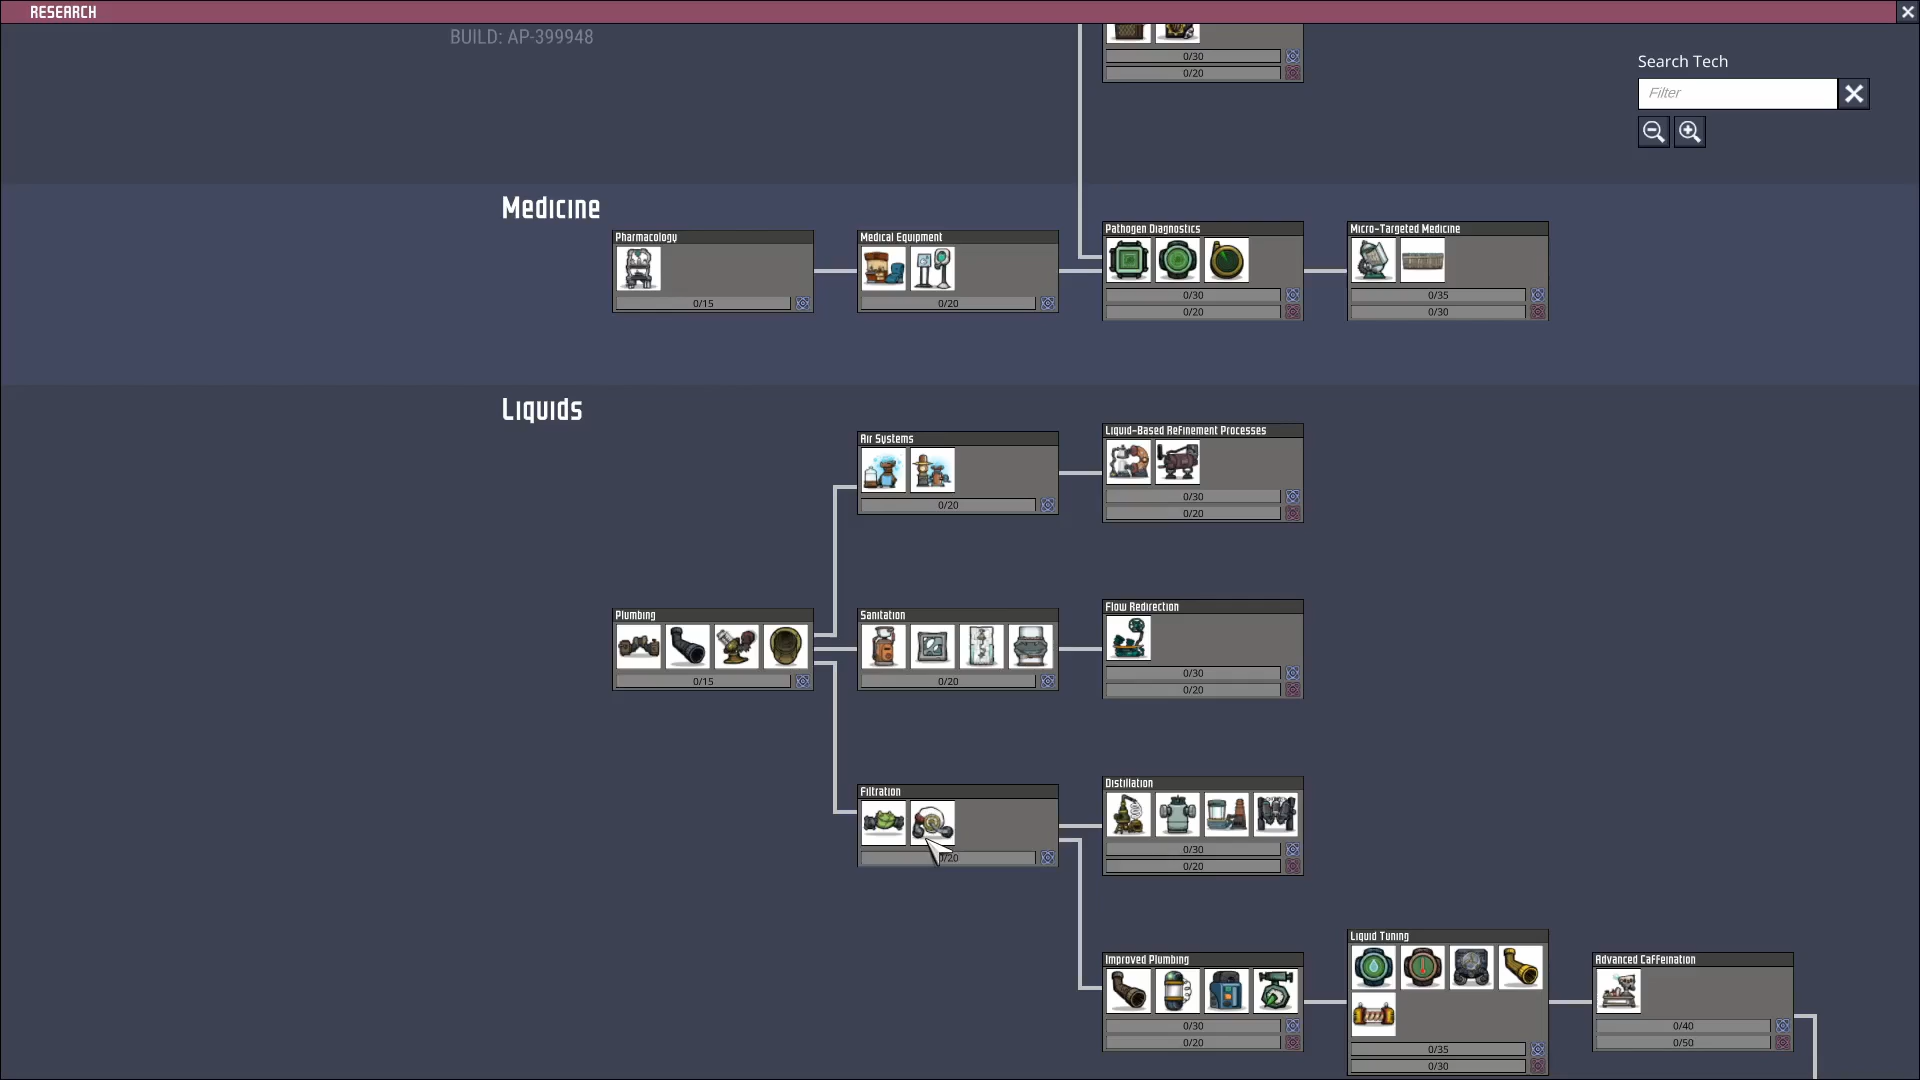 RESEARCH
BUILD: AP-399948
0/30
0/20
Search Tech
Filter
Medicine
Pharmacology
0/15
Medical Equipment
0/20
Pathogen Diagnostics
0/30
0/20
Micro-Targeted Medicine
0/35
0/30
Liquids
Air Systems
0/20
Liquid-Based Refinement Processes
0/30
0/20
Plumbing
0/15
Sanitation
0/20
Flow Redirection
0/30
0/20
Filtration
/20
Distillation
0/30
0/20
Improved Plumbing
0/30
0/20
Liquid Tuning
0/35
0/30
Advanced Caffeination
0/40
0/50